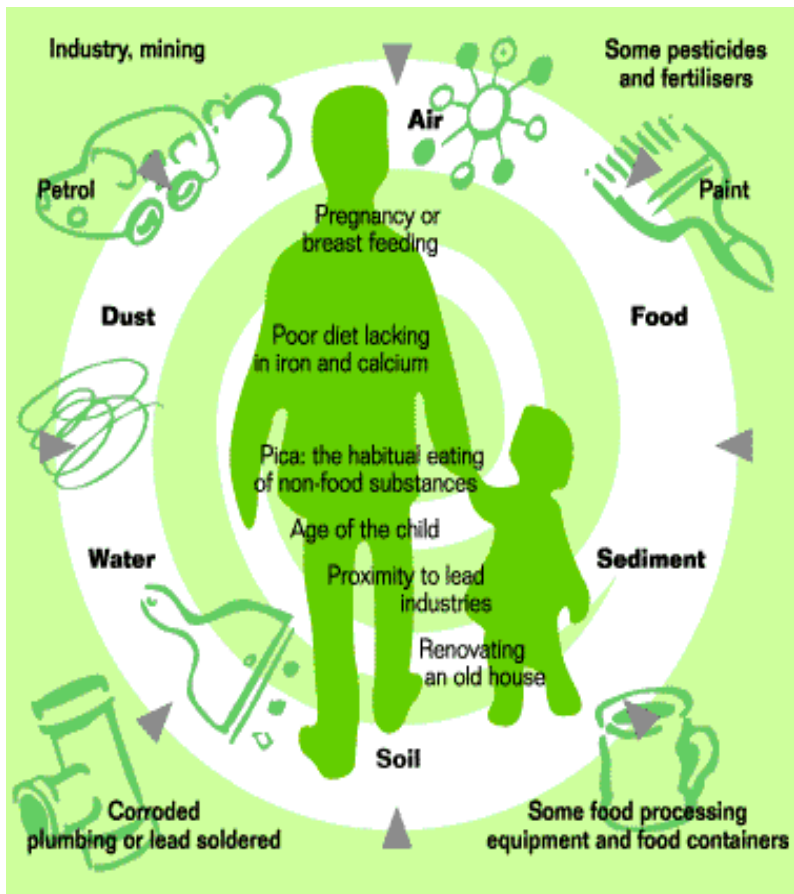 Industry, mining
Some pesticides
and fertilisers
Air
Petrol
Paint
Pregnancy or
breast feeding
Dust
Food
Poor diet lacking
in iron and calcium
Pica: the habitual eating
of non-food substances
Age of the child
Water
Sediment
Proximity to lead
industries
Renovating
an old house
Soil
Corroded
plumbing or lead soldered
Some food processing
equipment and food containers